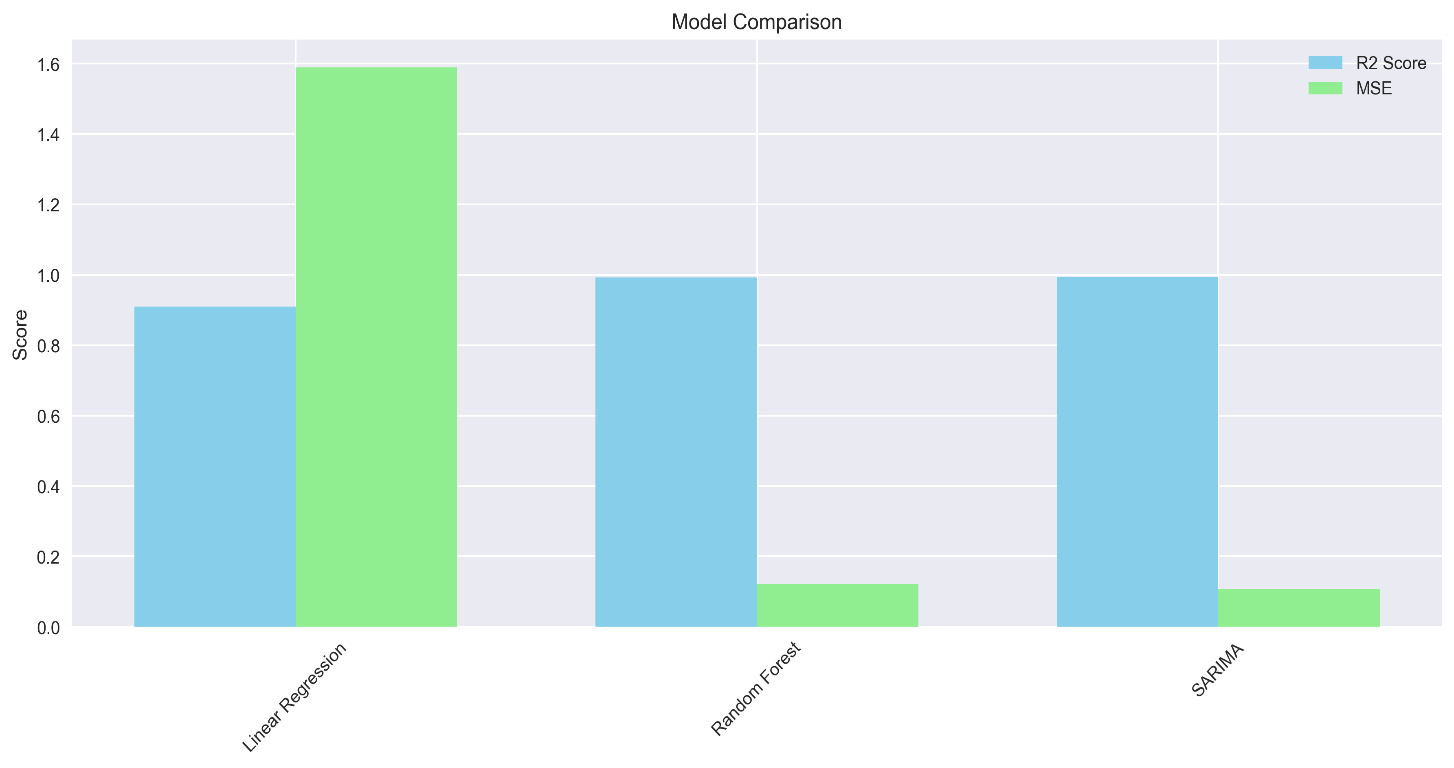 Model Comparison
R2 Score
MSE
Score
1.6
1.4
1.2
1.0
0.8
0.6
0.4
0.2
0.0
Linear Regression
Random Forest
SARIMA